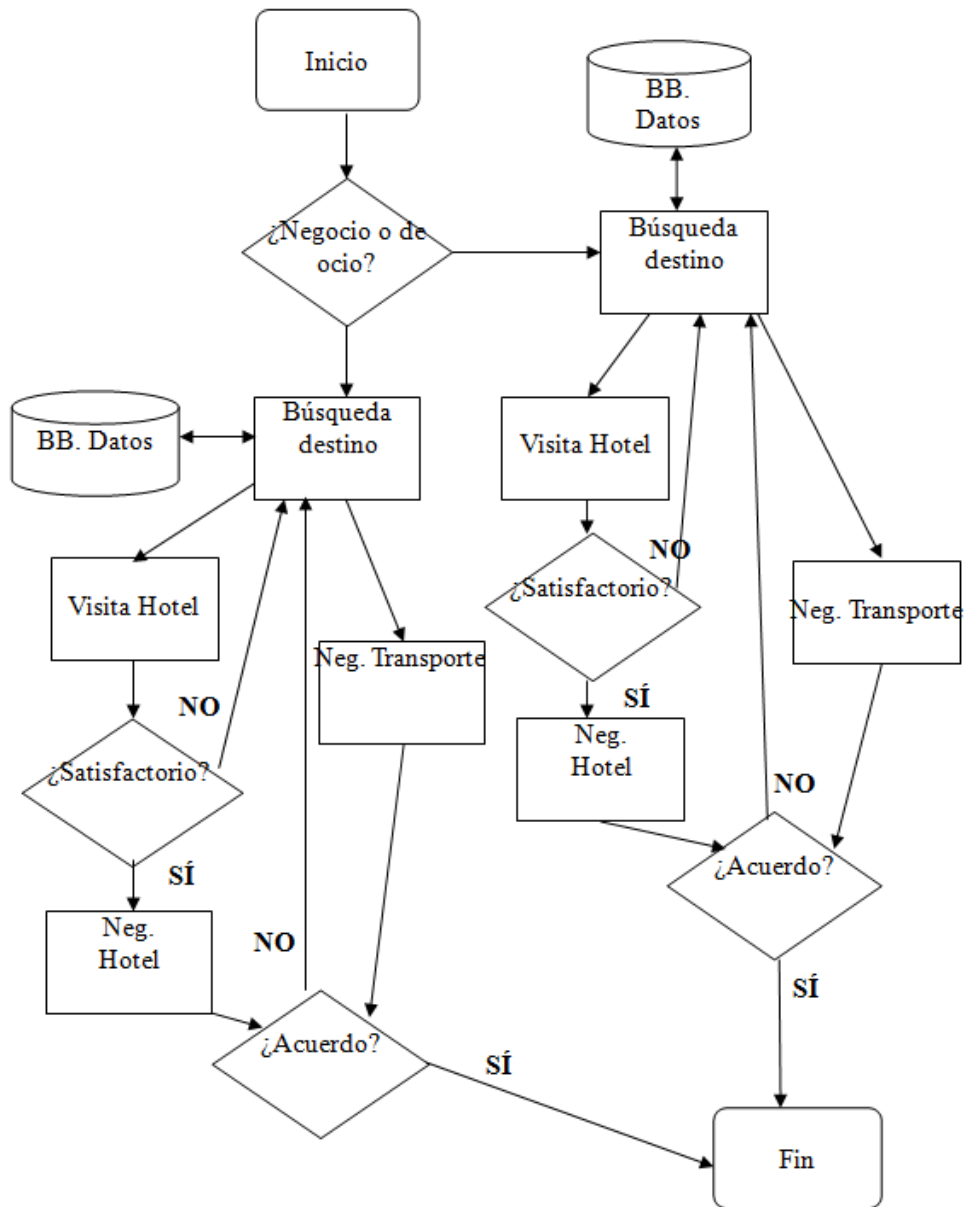 Inicio
BB.
Datos
¿Negocio o de
ocio?
Búsqueda
destino
BB. Datos
Búsqueda
destino
Visita Hotel
¿Satisfactorio?
NO
Neg. Transporte
SÍ
Neg.
Hotel
NO
¿Acuerdo?
SÍ
Visita Hotel
NO
Neg. Transporte
¿Satisfactorio?
SÍ
Neg.
Hotel
NO
¿Acuerdo?
SÍ
Fin